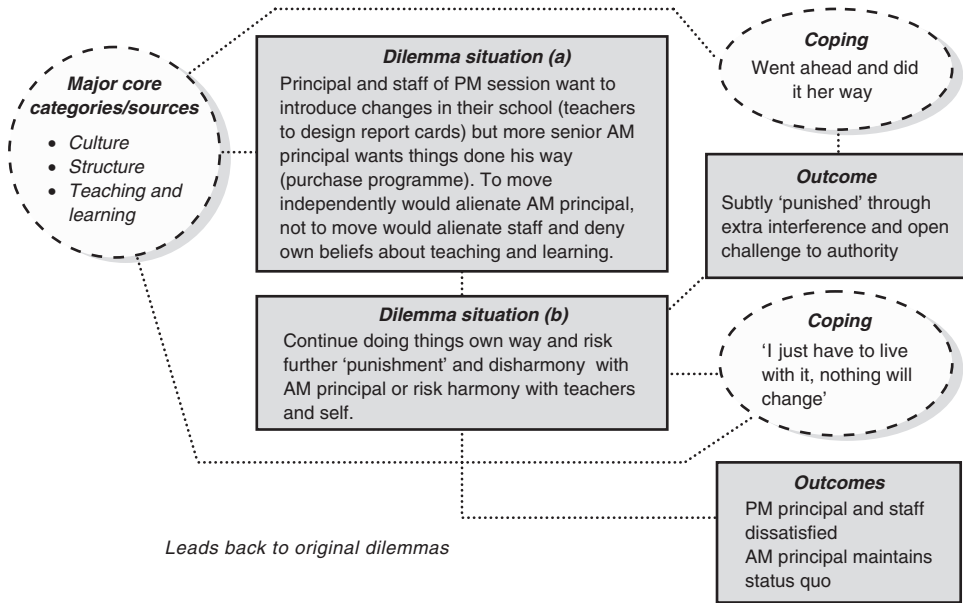 Major core
categories/sources
• Culture
• Structure
• Teaching and
learning
Dilemma situation (a)
Principal and staff of PM session want to
introduce changes in their school (teachers
to design report cards) but more senior AM
principal wants things done his way
(purchase programme). To move
independently would alienate AM principal,
not to move would alienate staff and deny
own beliefs about teaching and learning.
Coping
Went ahead and did
it her way
Outcome
Subtly ‘punished’ through
extra interference and open
challenge to authority
Dilemma situation (b)
Continue doing things own way and risk
further ‘punishment’ and disharmony with
AM principal or risk harmony with teachers
and self.
Coping
‘I just have to live
with it, nothing will
change’
Outcomes
PM principal and staff
dissatisfied
AM principal maintains
status quo
Leads back to original dilemmas